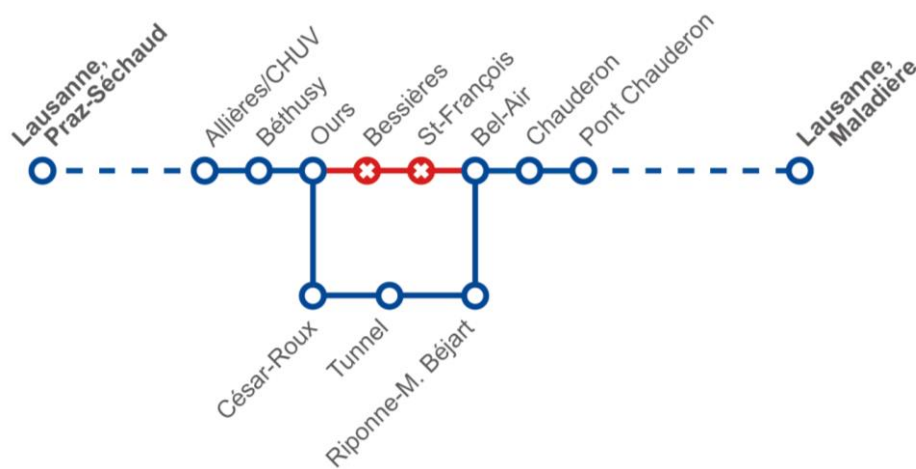 Lausanne,
Praz-Séchaud
Allières/CHUV
Béthusy
Ours
Bessières
St-François
Bel-Air
Chauderon
Pont Chauderon
Lausanne,
Maladière
César-Roux
Tunnel
Riponne-M. Béjart